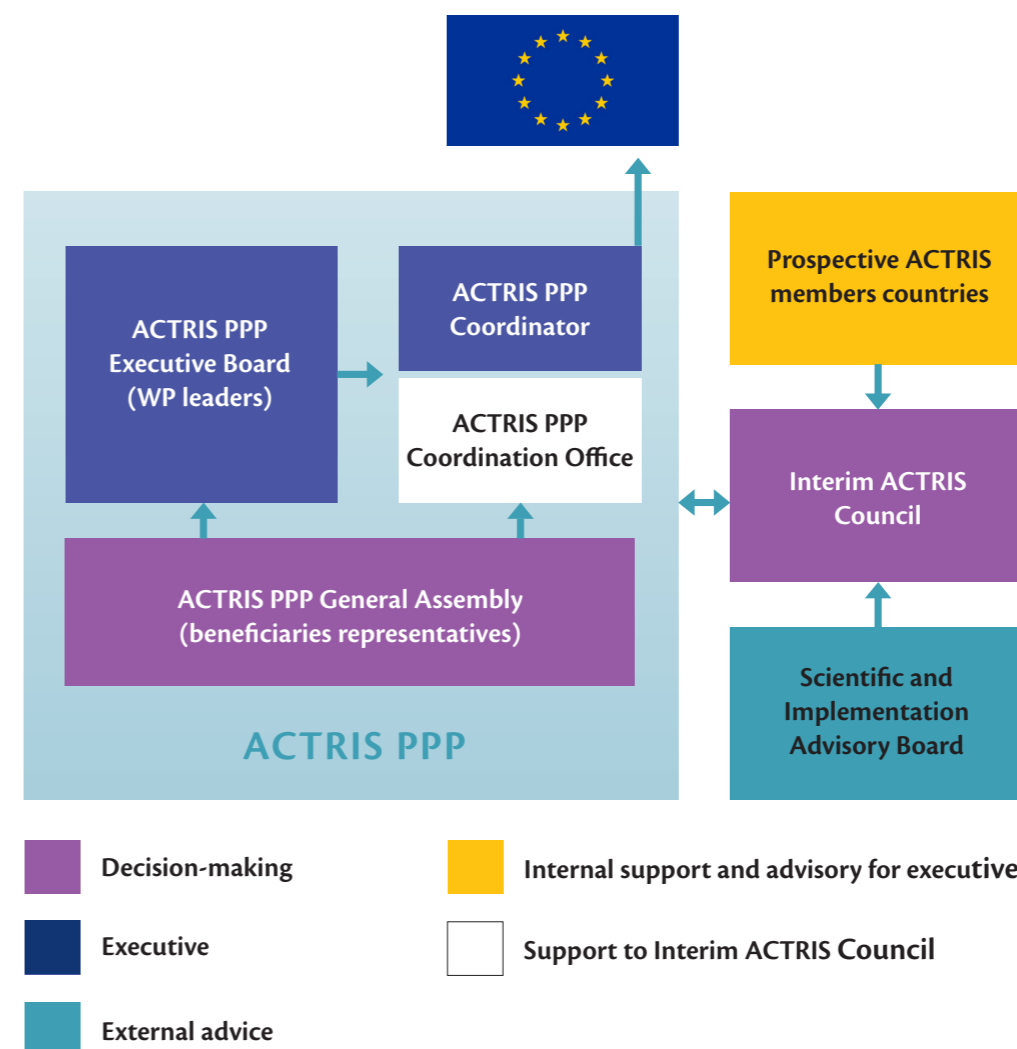 ACTRIS PPP
Executive Board
(WP leaders)
ACTRIS PPP
Coordinator
ACTRIS PPP
Coordination Office
ACTRIS PPP General Assembly
(beneficiaries representatives)
ACTRIS PPP
Prospective ACTRIS
members countries
Interim ACTRIS
Council
Scientific and
Implementation
Advisory Board
Decision-making
Executive
External advice
Internal support and advisory for executive
Support to Interim ACTRIS Council